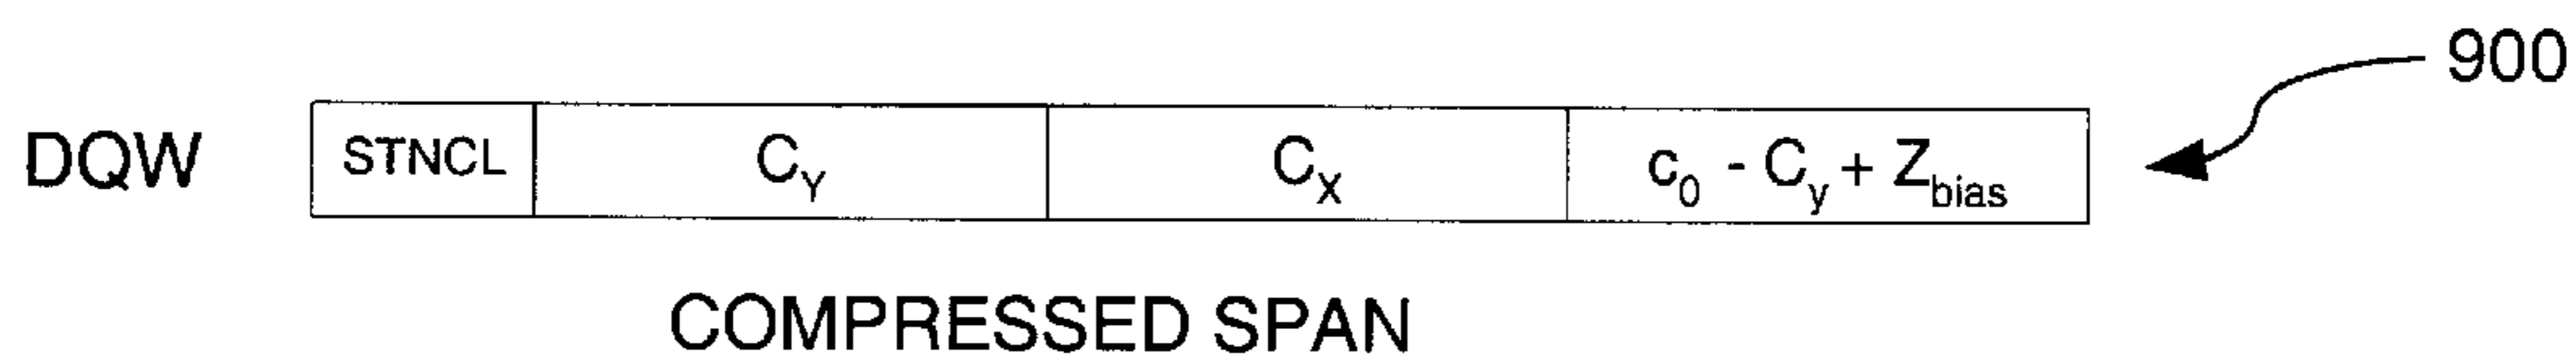 900
DQW STNCL C_Y C_X c_0 - C_y + Z_bias
COMPRESSED SPAN